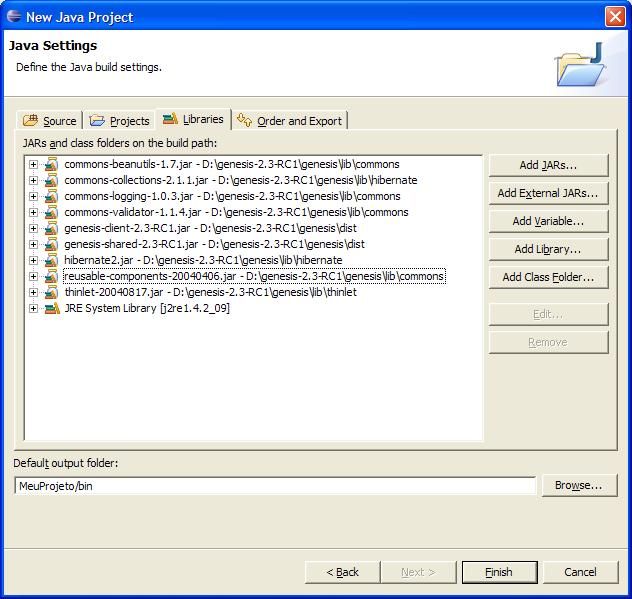 New Java Project
Java Settings
Define the Java build settings.
Source Projects Libraries Order and Export
JARs and class folders on the build path:
commons-beanutils-1.7.jar - D:\genesis-2.3-RC1\genesis\lib\commons
commons-collections-2.1.1.jar - D:\genesis-2.3-RC1\genesis\lib\hibernate
commons-logging-1.0.3.jar - D:\genesis-2.3-RC1\genesis\lib\commons
commons-validator-1.1.4.jar - D:\genesis-2.3-RC1\genesis\lib\commons
genesis-client-2.3-RC1.jar - D:\genesis-2.3-RC1\genesis\dist
genesis-shared-2.3-RC1.jar - D:\genesis-2.3-RC1\genesis\dist
hibernate2.jar - D:\genesis-2.3-RC1\genesis\lib\hibernate
reusable-components-20040406.jar - D:\genesis-2.3-RC1\genesis\lib\commons
thinlet-20040817.jar - D:\genesis-2.3-RC1\genesis\lib\thinlet
JRE System Library [j2re1.4.2_09]
Add JARs...
Add External JARs...
Add Variable...
Add Library...
Add Class Folder...
Edit...
Remove
Default output folder:
MeuProjeto/bin
Browse...
< Back Next > Finish Cancel